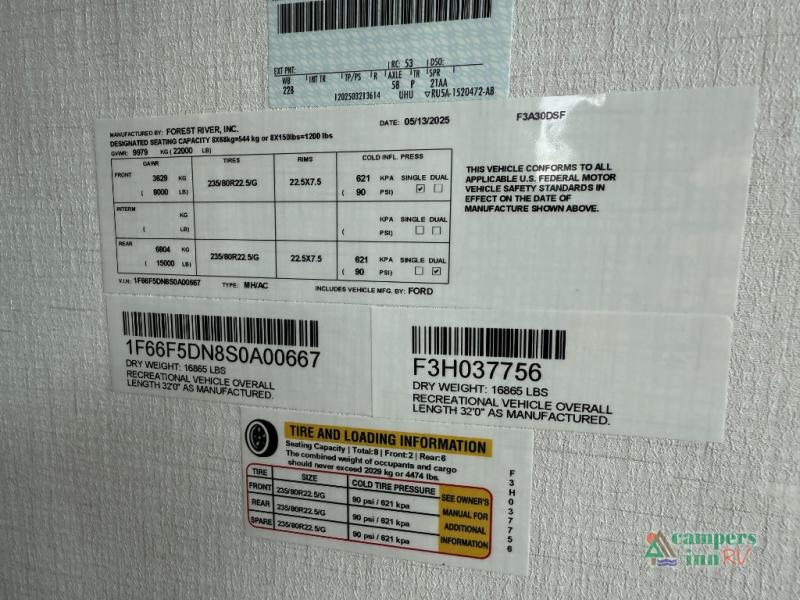 EXT PNT: RC: 53 DSO:
WB INT TR TP/PS R AXLE TR SPR
228 58 P 21AA
1202503213614 UHU ▽RU5A-1520472-AB
MANUFACTURED BY: FOREST RIVER, INC. DATE: 05/13/2025 F3A30DSF
DESIGNATED SEATING CAPACITY 8X68kg=544 kg or 8X150lbs=1200 lbs
GVWR: 9979 KG ( 22000 LB)
GAWR TIRES RIMS COLD INFL. PRESS
FRONT 3629 KG 235/80R22.5/G 22.5X7.5 621 KPA SINGLE DUAL
( 8000 LB) ( 90 PSI) ☑ ☐
INTERM KG KPA SINGLE DUAL
( LB) ( PSI) ☐ ☐
REAR 6804 KG 235/80R22.5/G 22.5X7.5 621 KPA SINGLE DUAL
( 15000 LB) ( 90 PSI) ☐ ☑
V.I.N: 1F66F5DN8S0A00667 TYPE: MH/AC INCLUDES VEHICLE MFG. BY: FORD
THIS VEHICLE CONFORMS TO ALL
APPLICABLE U.S. FEDERAL MOTOR
VEHICLE SAFETY STANDARDS IN
EFFECT ON THE DATE OF
MANUFACTURE SHOWN ABOVE.
1F66F5DN8S0A00667
DRY WEIGHT: 16865 LBS
RECREATIONAL VEHICLE OVERALL
LENGTH 32'0" AS MANUFACTURED.
F3H037756
DRY WEIGHT: 16865 LBS
RECREATIONAL VEHICLE OVERALL
LENGTH 32'0" AS MANUFACTURED.
TIRE AND LOADING INFORMATION
Seating Capacity | Total:8 | Front:2 | Rear:6
The combined weight of occupants and cargo
should never exceed 2029 kg or 4474 lbs.
TIRE SIZE COLD TIRE PRESSURE
FRONT 235/80R22.5/G 90 psi / 621 kpa
REAR 235/80R22.5/G 90 psi / 621 kpa
SPARE 235/80R22.5/G 90 psi / 621 kpa
SEE OWNER'S
MANUAL FOR
ADDITIONAL
INFORMATION
F3H037756
campers
inn RV